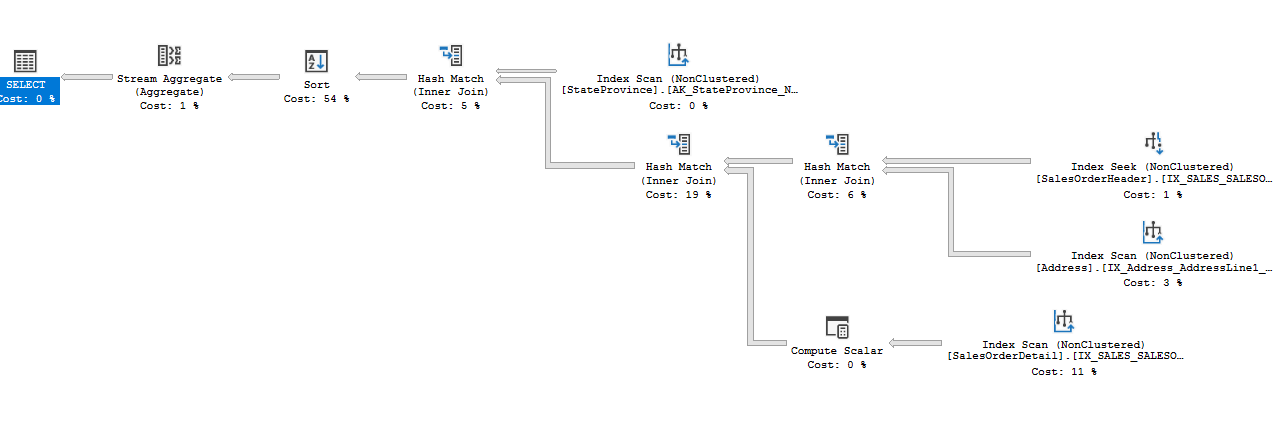 SELECT
Cost: 0 %
Stream Aggregate
(Aggregate)
Cost: 1 %
Sort
Cost: 54 %
Hash Match
(Inner Join)
Cost: 5 %
Index Scan (NonClustered)
[StateProvince].[AK_StateProvince_N…
Cost: 0 %
Hash Match
(Inner Join)
Cost: 19 %
Hash Match
(Inner Join)
Cost: 6 %
Index Seek (NonClustered)
[SalesOrderHeader].[IX_SALES_SALESO…
Cost: 1 %
Index Scan (NonClustered)
[Address].[IX_Address_AddressLine1_…
Cost: 3 %
Compute Scalar
Cost: 0 %
Index Scan (NonClustered)
[SalesOrderDetail].[IX_SALES_SALESO…
Cost: 11 %